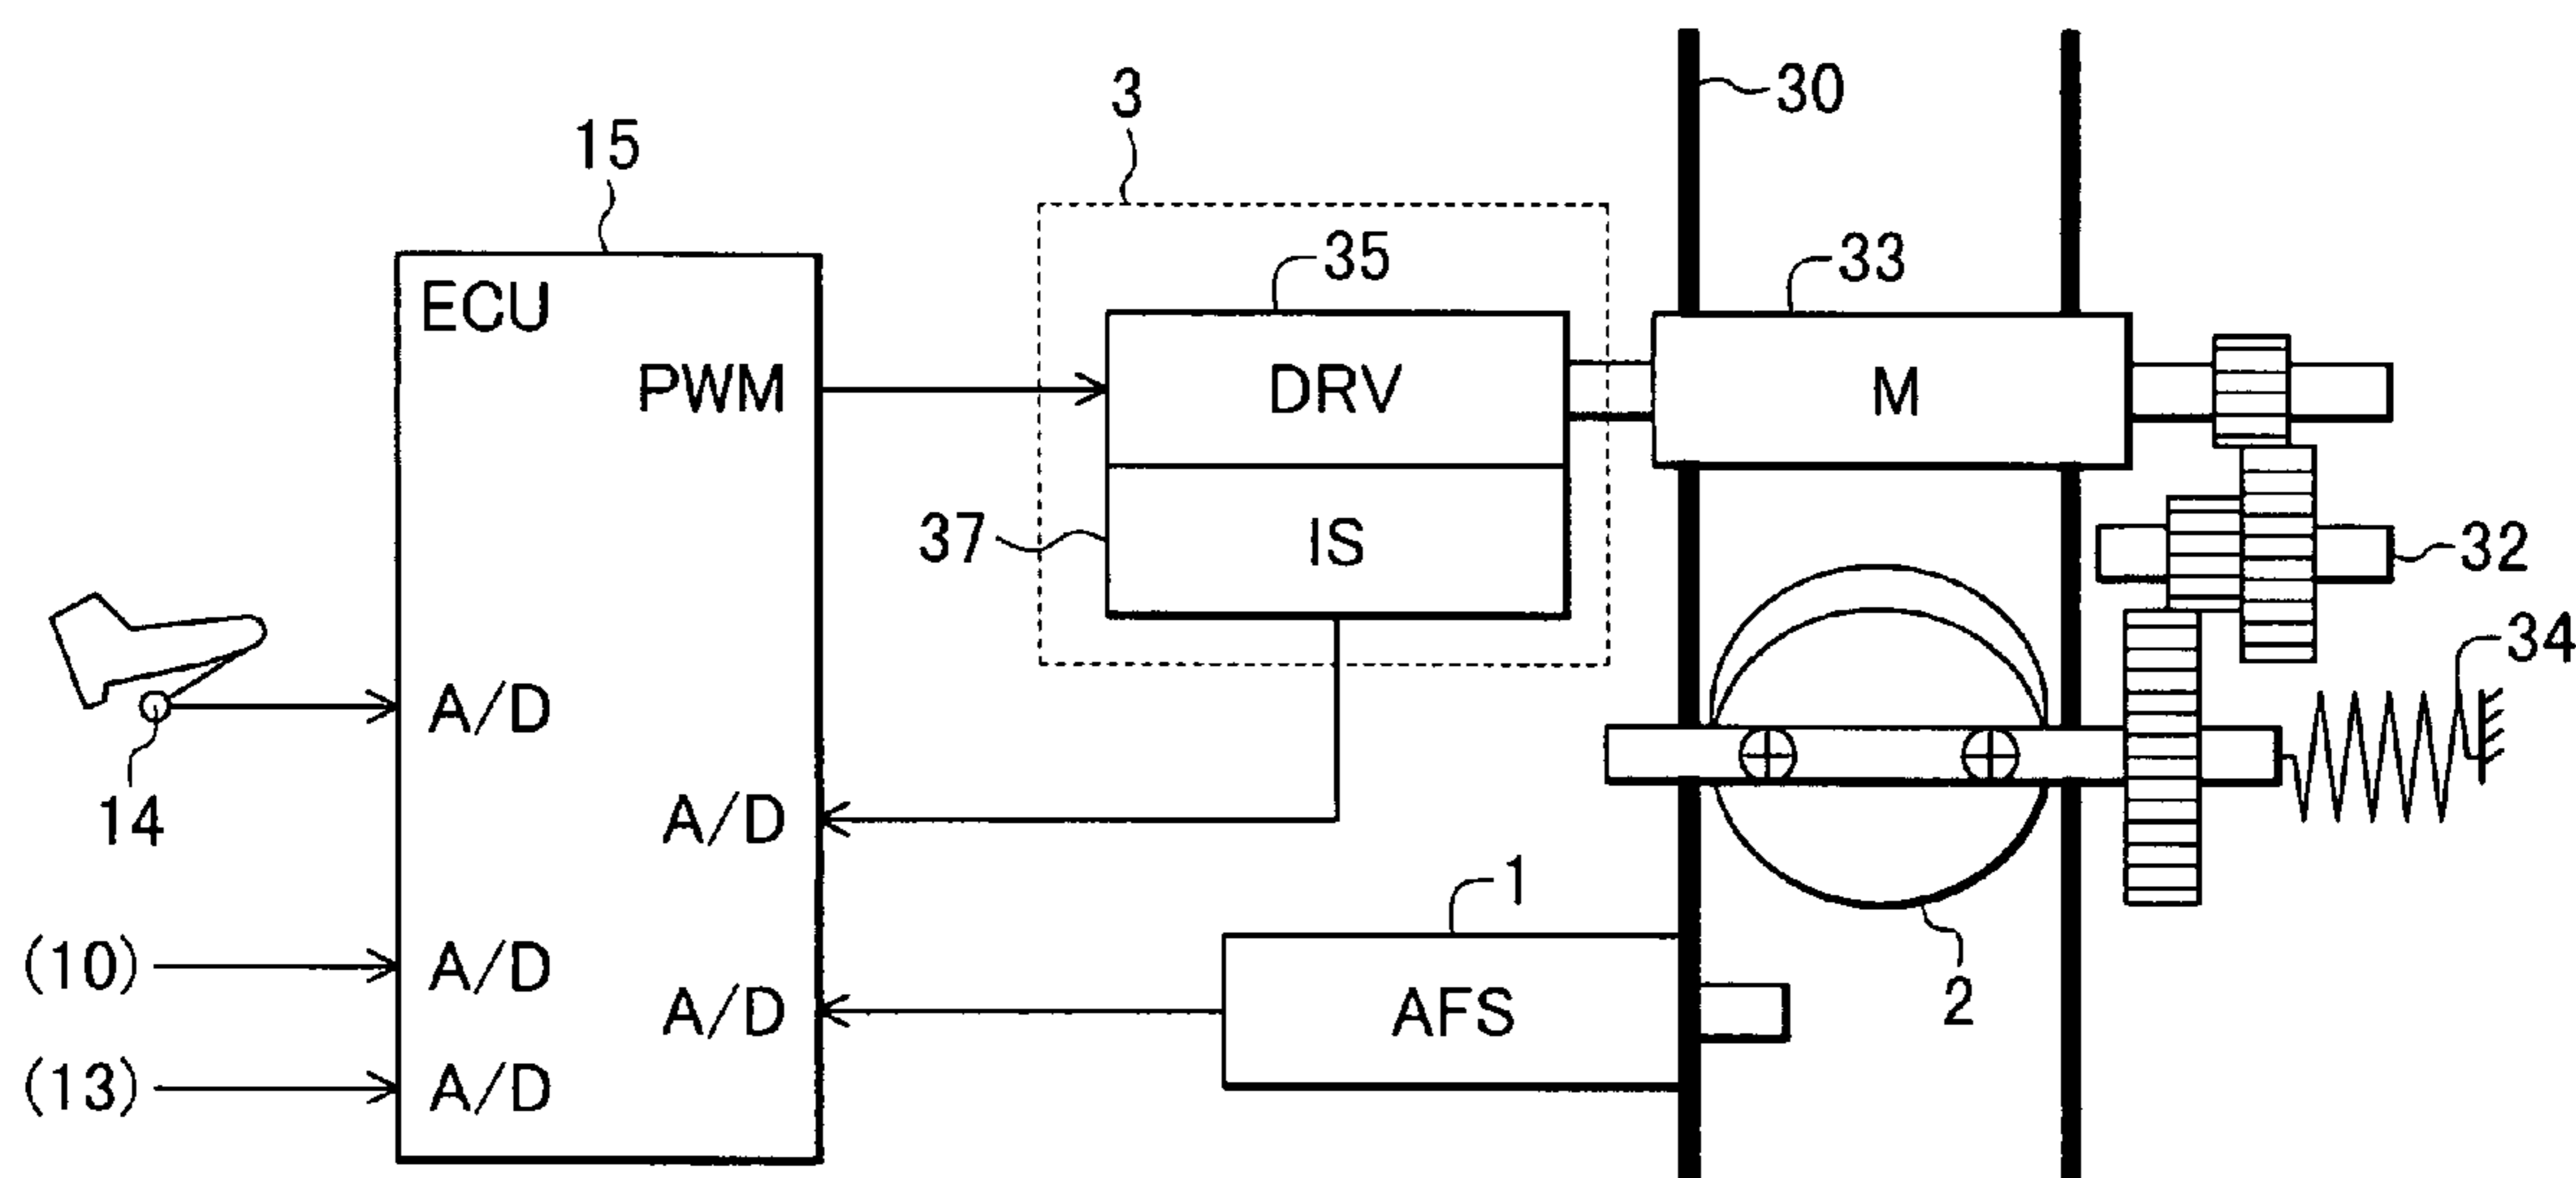 30
3
15
35
33
ECU
PWM
DRV
M
37
IS
32
34
A/D
14
A/D
1
(10)
A/D
A/D
AFS
2
(13)
A/D